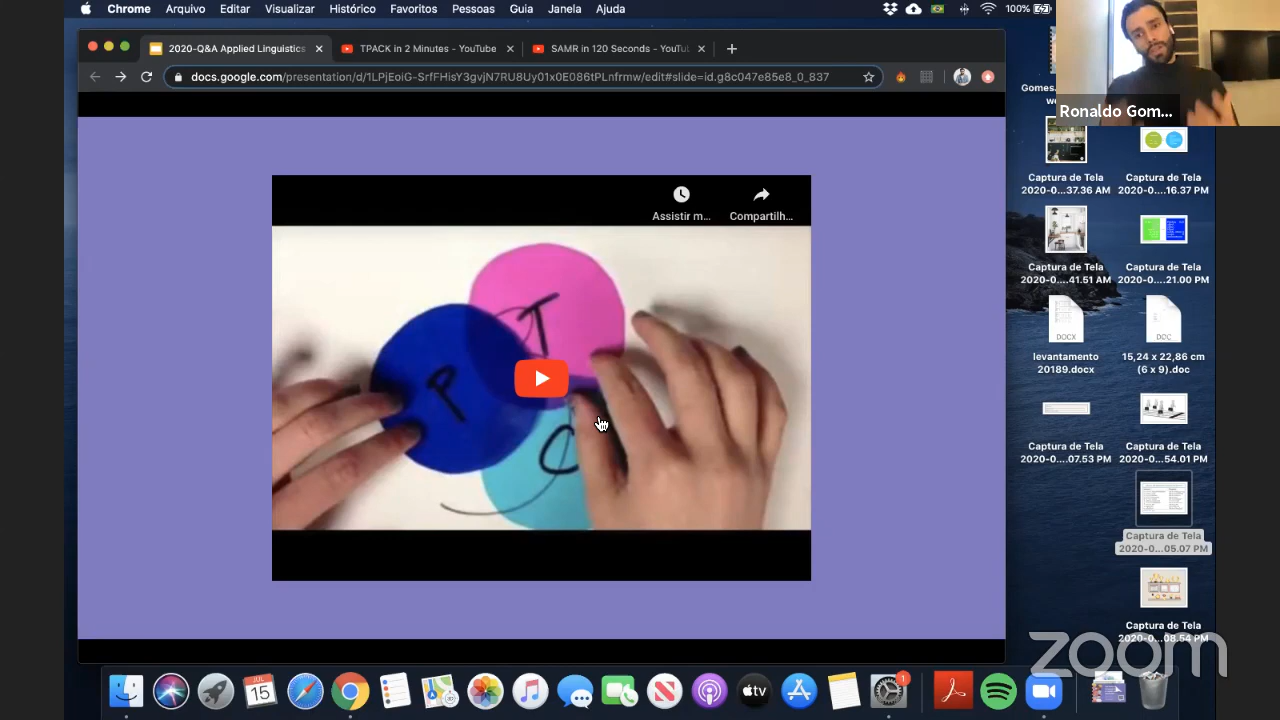 Chrome Arquivo Editar Visualizar Histórico Favoritos Pessoas Guia Janela Ajuda 100%
2020-Q&A Applied Linguistics
TPACK in 2 Minutes - YouTube
SAMR in 120 Seconds - YouTu
docs.google.com/presentation/d/1LPjEoiG-SrfFHisY3gvjN7RU8Uy01x0E086tPLnfrmw/edit#slide=id.g8c047e85e8_0_837
Ronaldo Gom...
Assistir m...
Compartilh...
T
P
C
Captura de Tela
2020-0...37.36 AM
Captura de Tela
2020-0....16.37 PM
Captura de Tela
2020-0....41.51 AM
Captura de Tela
2020-0....21.00 PM
DOCX
levantamento
20189.docx
DOC
15,24 x 22,86 cm
(6 x 9).doc
Captura de Tela
2020-0....07.53 PM
Captura de Tela
2020-0....54.01 PM
Captura de Tela
2020-0...05.07 PM
Captura de Tela
2020-0...08.54 PM
zoom
JUL
15
tv
1